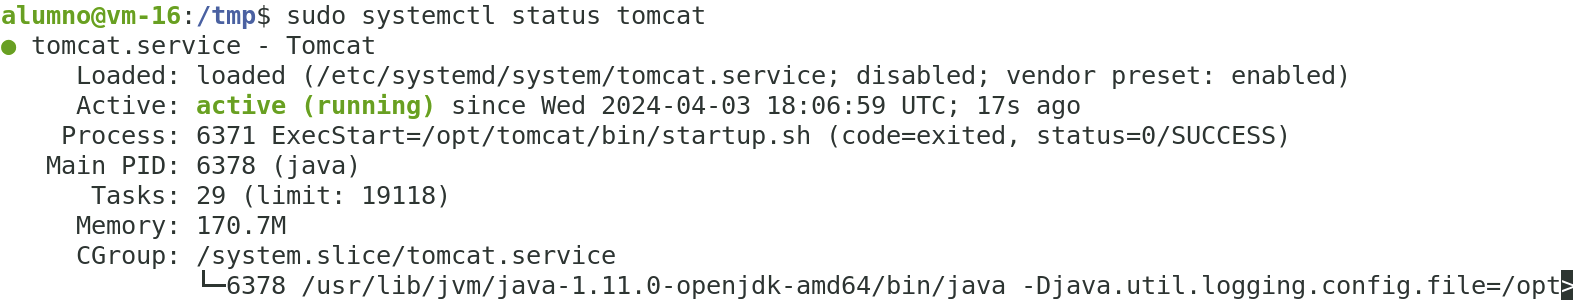 alumno@vm-16:/tmp$ sudo systemctl status tomcat
● tomcat.service - Tomcat
     Loaded: loaded (/etc/systemd/system/tomcat.service; disabled; vendor preset: enabled)
     Active: active (running) since Wed 2024-04-03 18:06:59 UTC; 17s ago
    Process: 6371 ExecStart=/opt/tomcat/bin/startup.sh (code=exited, status=0/SUCCESS)
   Main PID: 6378 (java)
      Tasks: 29 (limit: 19118)
     Memory: 170.7M
     CGroup: /system.slice/tomcat.service
             └─6378 /usr/lib/jvm/java-1.11.0-openjdk-amd64/bin/java -Djava.util.logging.config.file=/opt>